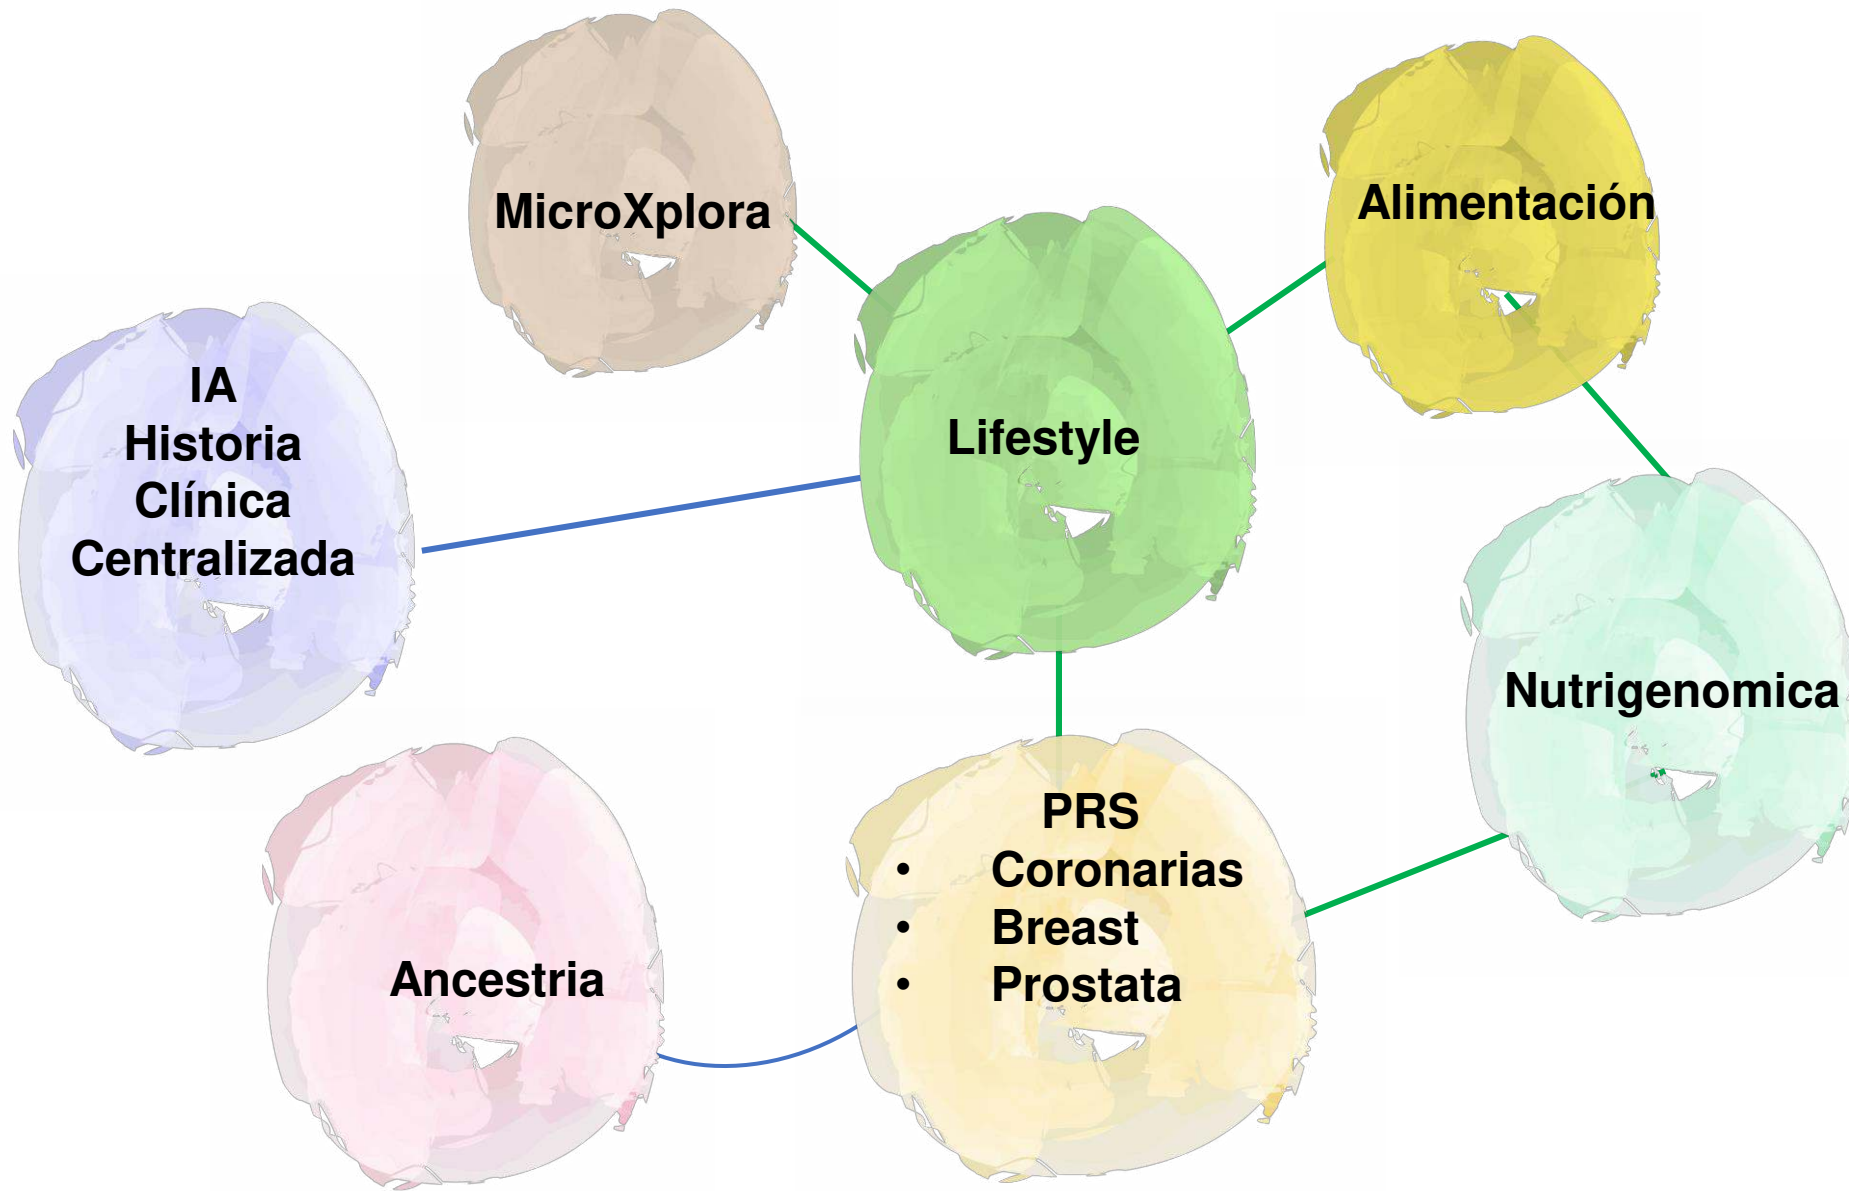 MicroXplora
Alimentación
IA
Historia
Clínica
Centralizada
Lifestyle
Nutrigenomica
Ancestria
PRS
• Coronarias
• Breast
• Prostata